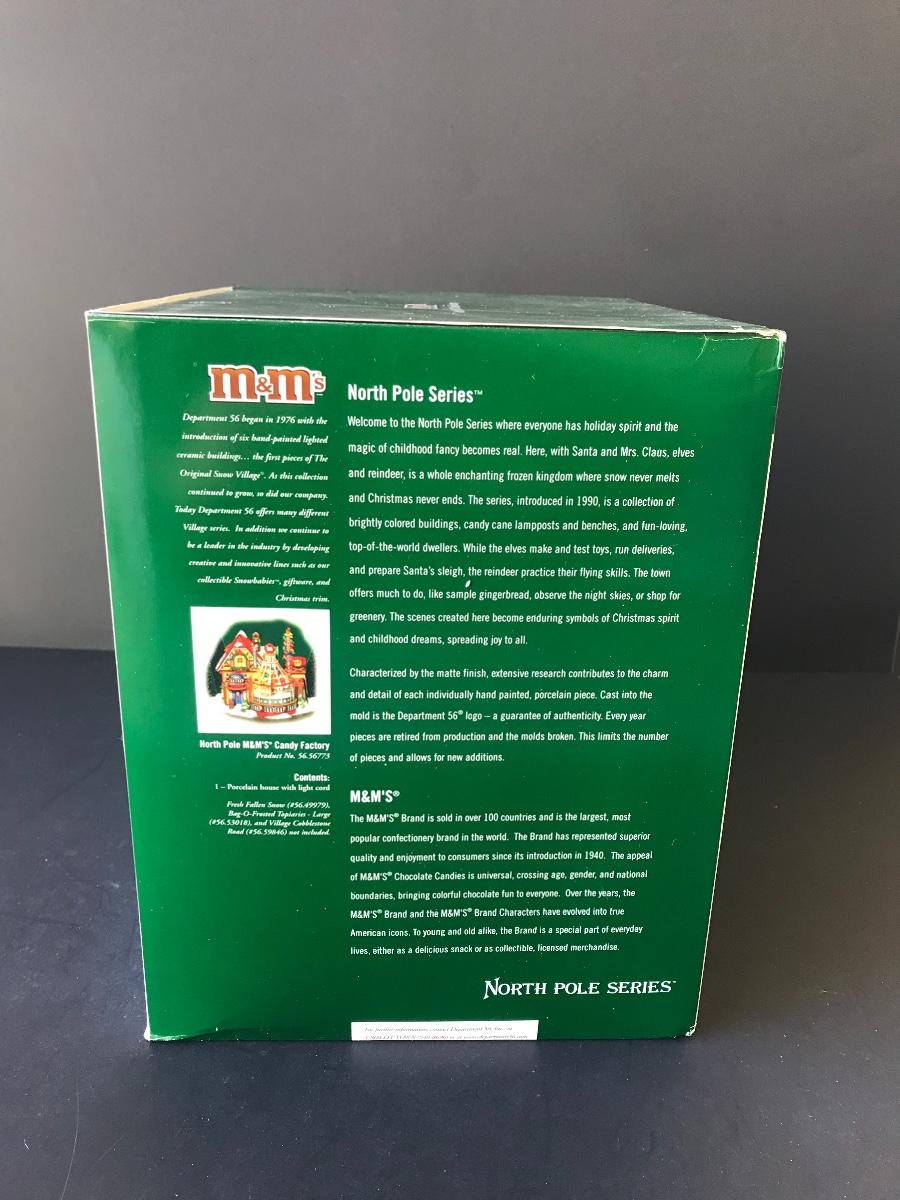 m&m's
Department 56 began in 1976 with the
introduction of six hand-painted lighted
ceramic buildings... the first pieces of The
Original Snow Village®. As this collection
continued to grow, so did our company.
Today Department 56 offers many different
Village series. In addition we continue to
be a leader in the industry by developing
creative and innovative lines such as our
collectible Snowbabies™, giftware, and
Christmas trim.
North Pole M&M'S® Candy Factory
Product No. 56.56773
Contents:
1 – Porcelain house with light cord
Fresh Fallen Snow (#56.49979),
Bag-O-Frosted Topiaries - Large
(#56.53018), and Village Cobblestone
Road (#56.59846) not included.
North Pole Series™
Welcome to the North Pole Series where everyone has holiday spirit and the
magic of childhood fancy becomes real. Here, with Santa and Mrs. Claus, elves
and reindeer, is a whole enchanting frozen kingdom where snow never melts
and Christmas never ends. The series, introduced in 1990, is a collection of
brightly colored buildings, candy cane lampposts and benches, and fun-loving,
top-of-the-world dwellers. While the elves make and test toys, run deliveries,
and prepare Santa's sleigh, the reindeer practice their flying skills. The town
offers much to do, like sample gingerbread, observe the night skies, or shop for
greenery. The scenes created here become enduring symbols of Christmas spirit
and childhood dreams, spreading joy to all.
Characterized by the matte finish, extensive research contributes to the charm
and detail of each individually hand painted, porcelain piece. Cast into the
mold is the Department 56® logo – a guarantee of authenticity. Every year
pieces are retired from production and the molds broken. This limits the number
of pieces and allows for new additions.
M&M'S®
The M&M'S® Brand is sold in over 100 countries and is the largest, most
popular confectionery brand in the world. The Brand has represented superior
quality and enjoyment to consumers since its introduction in 1940. The appeal
of M&M'S® Chocolate Candies is universal, crossing age, gender, and national
boundaries, bringing colorful chocolate fun to everyone. Over the years, the
M&M'S® Brand and the M&M'S® Brand Characters have evolved into true
American icons. To young and old alike, the Brand is a special part of everyday
lives, either as a delicious snack or as collectible, licensed merchandise.
NORTH POLE SERIES™
For further information, contact Department 56, Inc. at